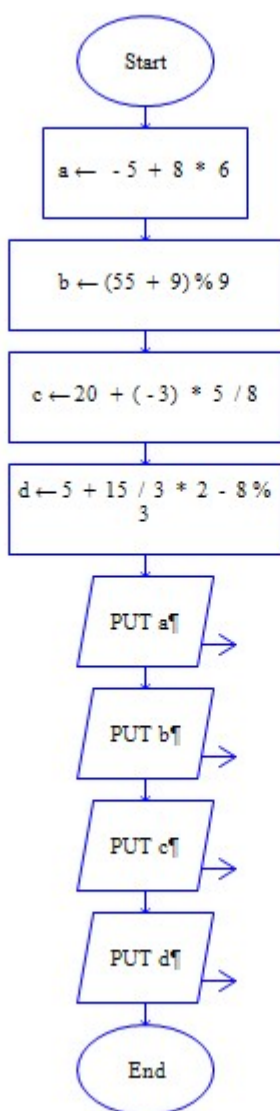 Start
a ← - 5 + 8 * 6
b ← (55 + 9) % 9
c ← 20 + ( - 3) * 5 / 8
d ← 5 + 15 / 3 * 2 - 8 %
3
PUT a¶
PUT b¶
PUT c¶
PUT d¶
End